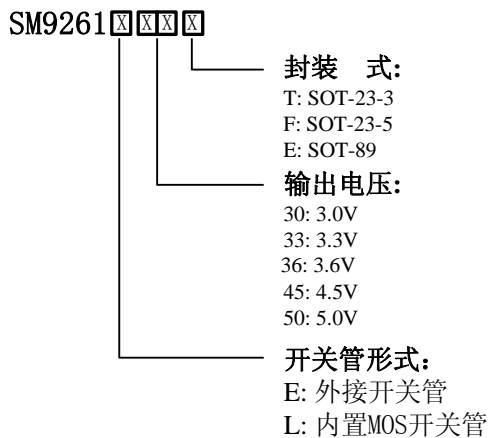 SM9261XXXX
封装 式:
T: SOT-23-3
F: SOT-23-5
E: SOT-89
输出电压:
30: 3.0V
33: 3.3V
36: 3.6V
45: 4.5V
50: 5.0V
开关管形式:
E: 外接开关管
L: 内置MOS开关管